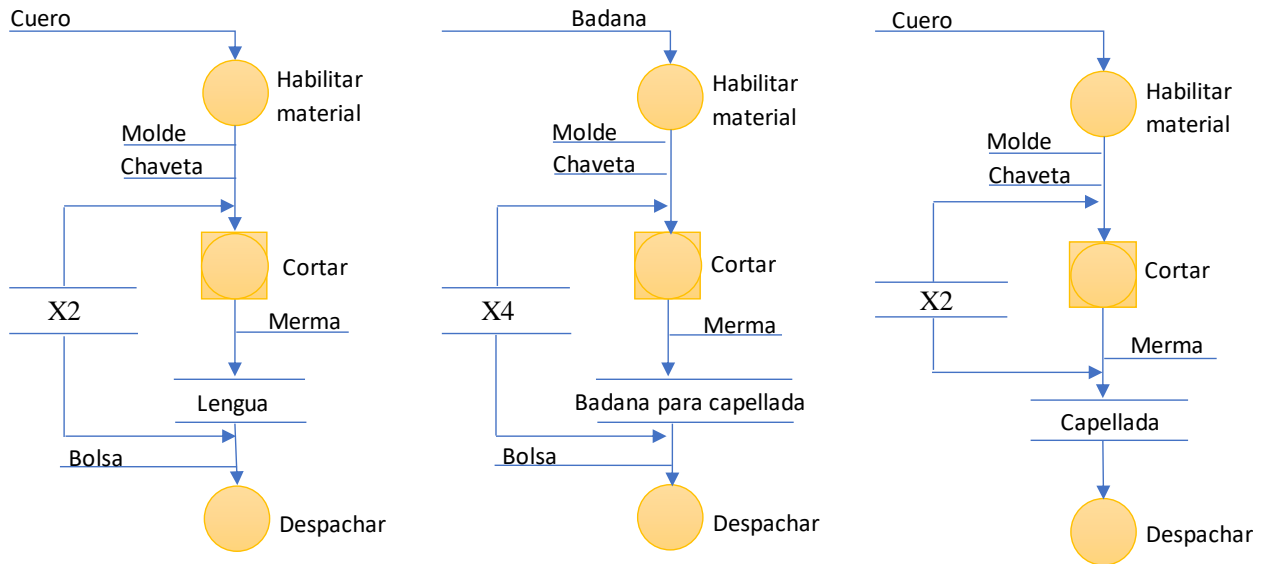 Cuero
Habilitar
material
Molde
Chaveta
Cortar
X2
Merma
Lengua
Bolsa
Despachar
Badana
Habilitar
material
Molde
Chaveta
Cortar
X4
Merma
Badana para capellada
Bolsa
Despachar
Cuero
Habilitar
material
Molde
Chaveta
Cortar
X2
Merma
Capellada
Despachar